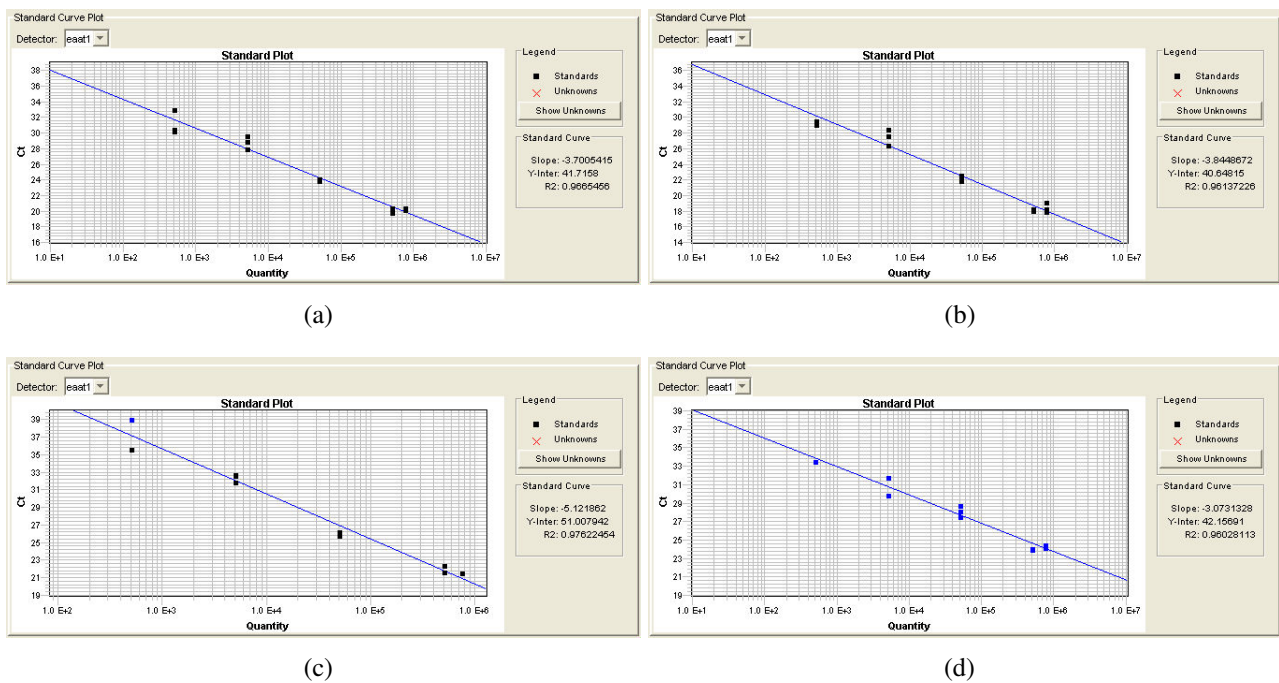 Standard Curve Plot
Detector: eaat1
Standard Plot
38
36
34
32
30
28
26
24
22
20
18
16
Ct
1.0 E+1 1.0 E+2 1.0 E+3 1.0 E+4 1.0 E+5 1.0 E+6 1.0 E+7
Quantity
Legend
Standards
Unknowns
Show Unknowns
Standard Curve
Slope: -3.7005415
Y-Inter: 41.7158
R2: 0.9665456
(a)
Standard Curve Plot
Detector: eaat1
Standard Plot
36
34
32
30
28
26
24
22
20
18
16
14
Ct
1.0 E+1 1.0 E+2 1.0 E+3 1.0 E+4 1.0 E+5 1.0 E+6 1.0 E+7
Quantity
Legend
Standards
Unknowns
Show Unknowns
Standard Curve
Slope: -3.8448672
Y-Inter: 40.64815
R2: 0.96137226
(b)
Standard Curve Plot
Detector: eaat1
Standard Plot
39
37
35
33
31
29
27
25
23
21
19
Ct
1.0 E+2 1.0 E+3 1.0 E+4 1.0 E+5 1.0 E+6
Quantity
Legend
Standards
Unknowns
Show Unknowns
Standard Curve
Slope: -5.121862
Y-Inter: 51.007942
R2: 0.97622454
(c)
Standard Curve Plot
Detector: eaat1
Standard Plot
39
37
35
33
31
29
27
25
23
21
19
Ct
1.0 E+1 1.0 E+2 1.0 E+3 1.0 E+4 1.0 E+5 1.0 E+6 1.0 E+7
Quantity
Legend
Standards
Unknowns
Show Unknowns
Standard Curve
Slope: -3.0731328
Y-Inter: 42.15691
R2: 0.96028113
(d)